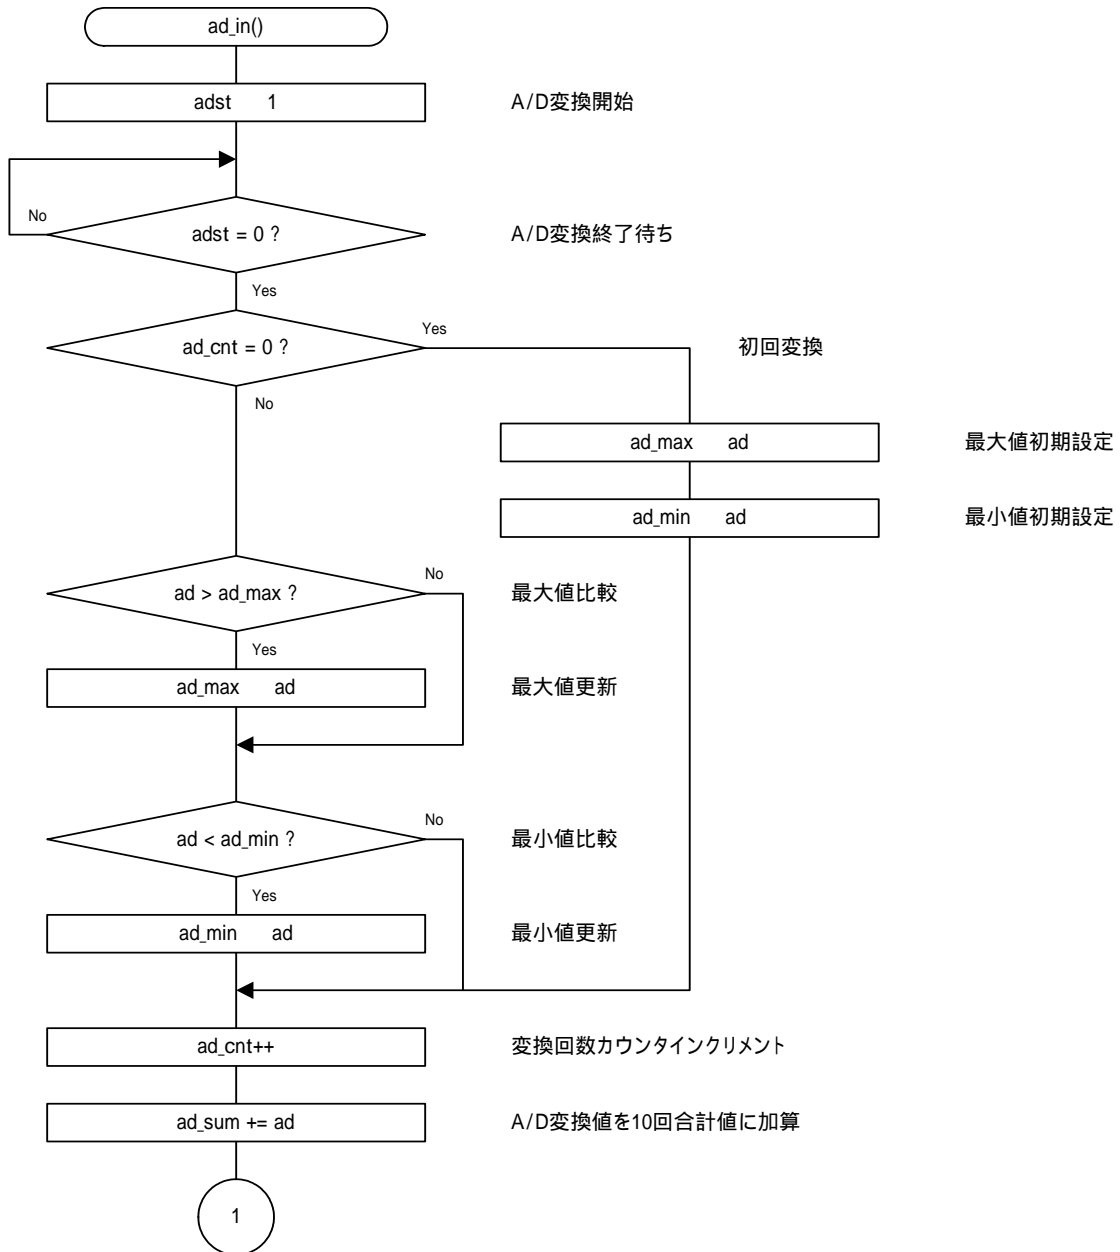 ad_in()
adst 1
A/D変換開始
No
adst = 0 ?
A/D変換終了待ち
Yes
ad_cnt = 0 ?
Yes
初回変換
No
ad_max ad
最大値初期設定
ad_min ad
最小値初期設定
ad > ad_max ?
No
最大値比較
Yes
ad_max ad
最大値更新
ad < ad_min ?
No
最小値比較
Yes
ad_min ad
最小値更新
ad_cnt++
変換回数カウンタインクリメント
ad_sum += ad
A/D変換値を10回合計値に加算
1